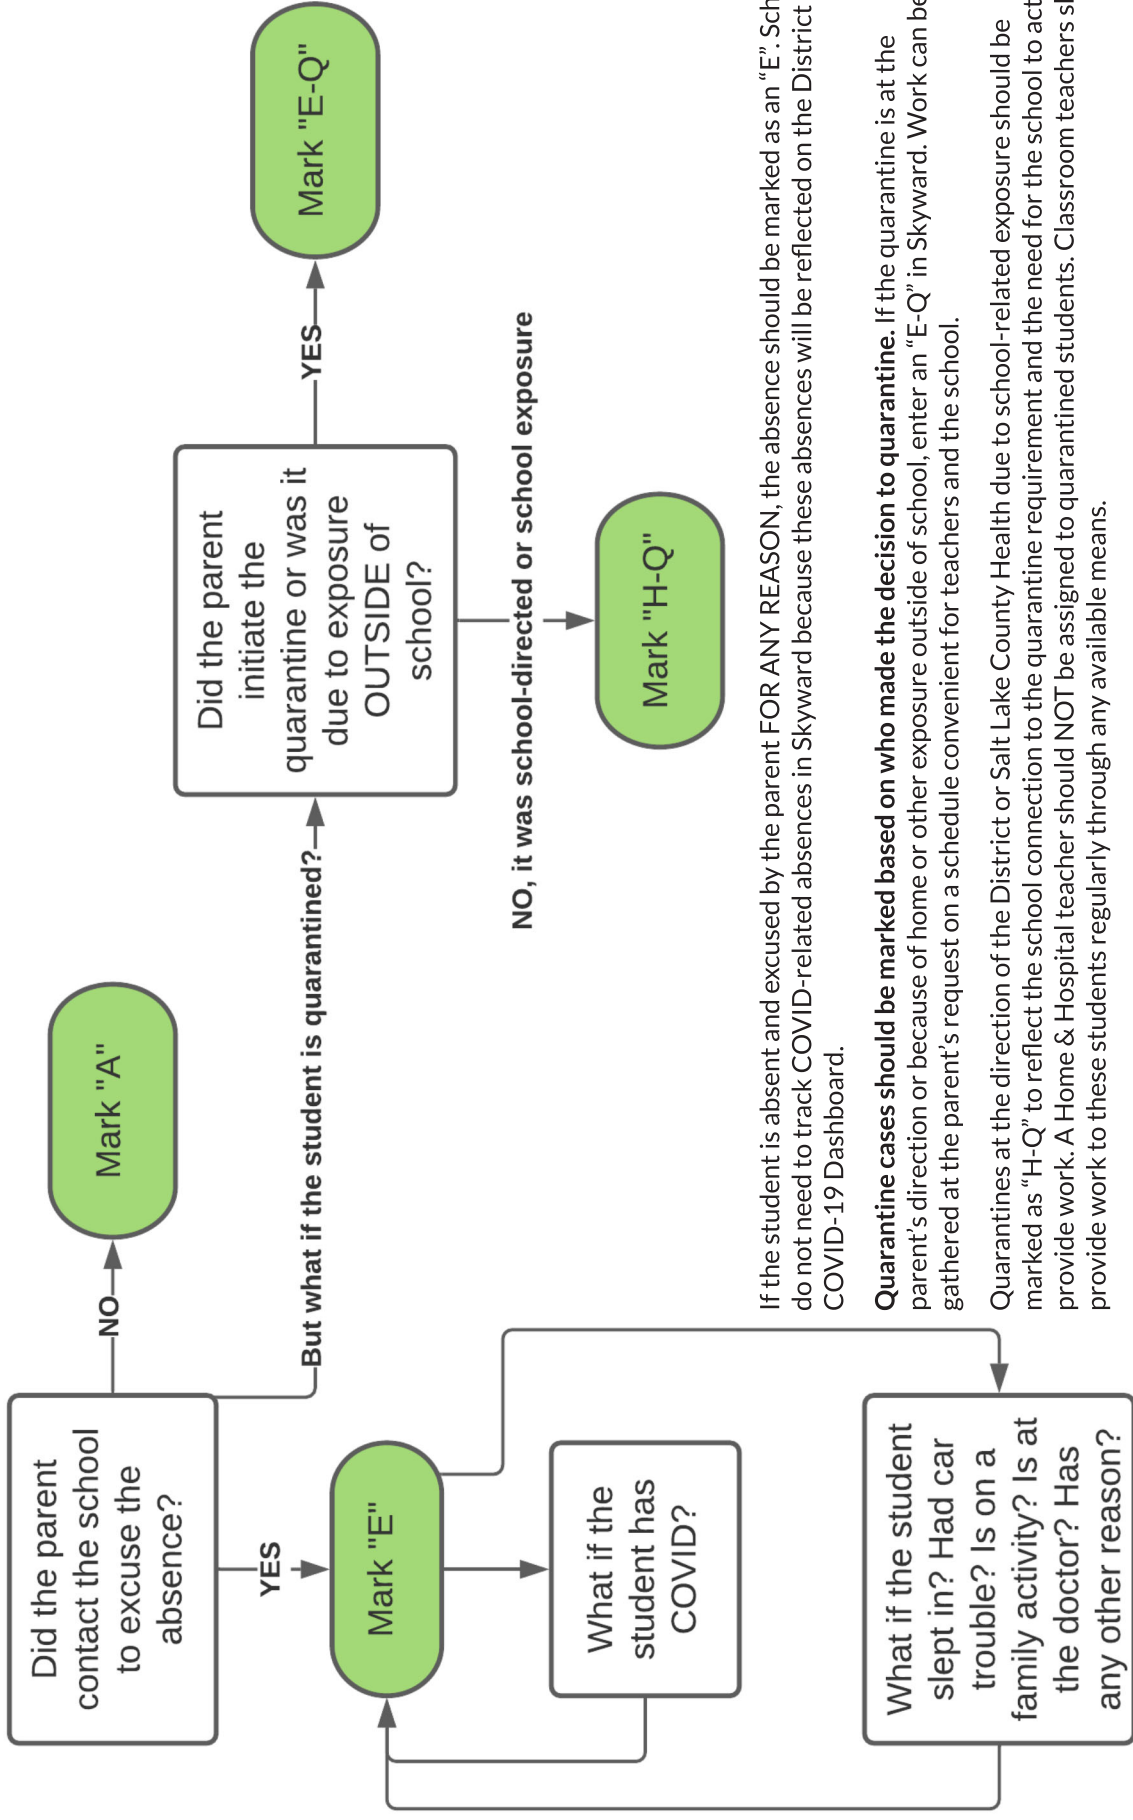 Did the parent
contact the school
to excuse the
absence?
NO
Mark "A"
YES
Mark "E"
What if the
student has
COVID?
What if the student
slept in? Had car
trouble? Is on a
family activity? Is at
the doctor? Has
any other reason?
But what if the student is quarantined?
Did the parent
initiate the
quarantine or was it
due to exposure
OUTSIDE of
school?
YES
Mark "E-Q"
NO, it was school-directed or school exposure
Mark "H-Q"
If the student is absent and excused by the parent FOR ANY REASON, the absence should be marked as an “E”. Sch
do not need to track COVID-related absences in Skyward because these absences will be reflected on the District
COVID-19 Dashboard.
Quarantine cases should be marked based on who made the decision to quarantine. If the quarantine is at the
parent’s direction or because of home or other exposure outside of school, enter an “E-Q” in Skyward. Work can be
gathered at the parent’s request on a schedule convenient for teachers and the school.
Quarantines at the direction of the District or Salt Lake County Health due to school-related exposure should be
marked as “H-Q” to reflect the school connection to the quarantine requirement and the need for the school to act
provide work. A Home & Hospital teacher should NOT be assigned to quarantined students. Classroom teachers
provide work to these students regularly through any available means.